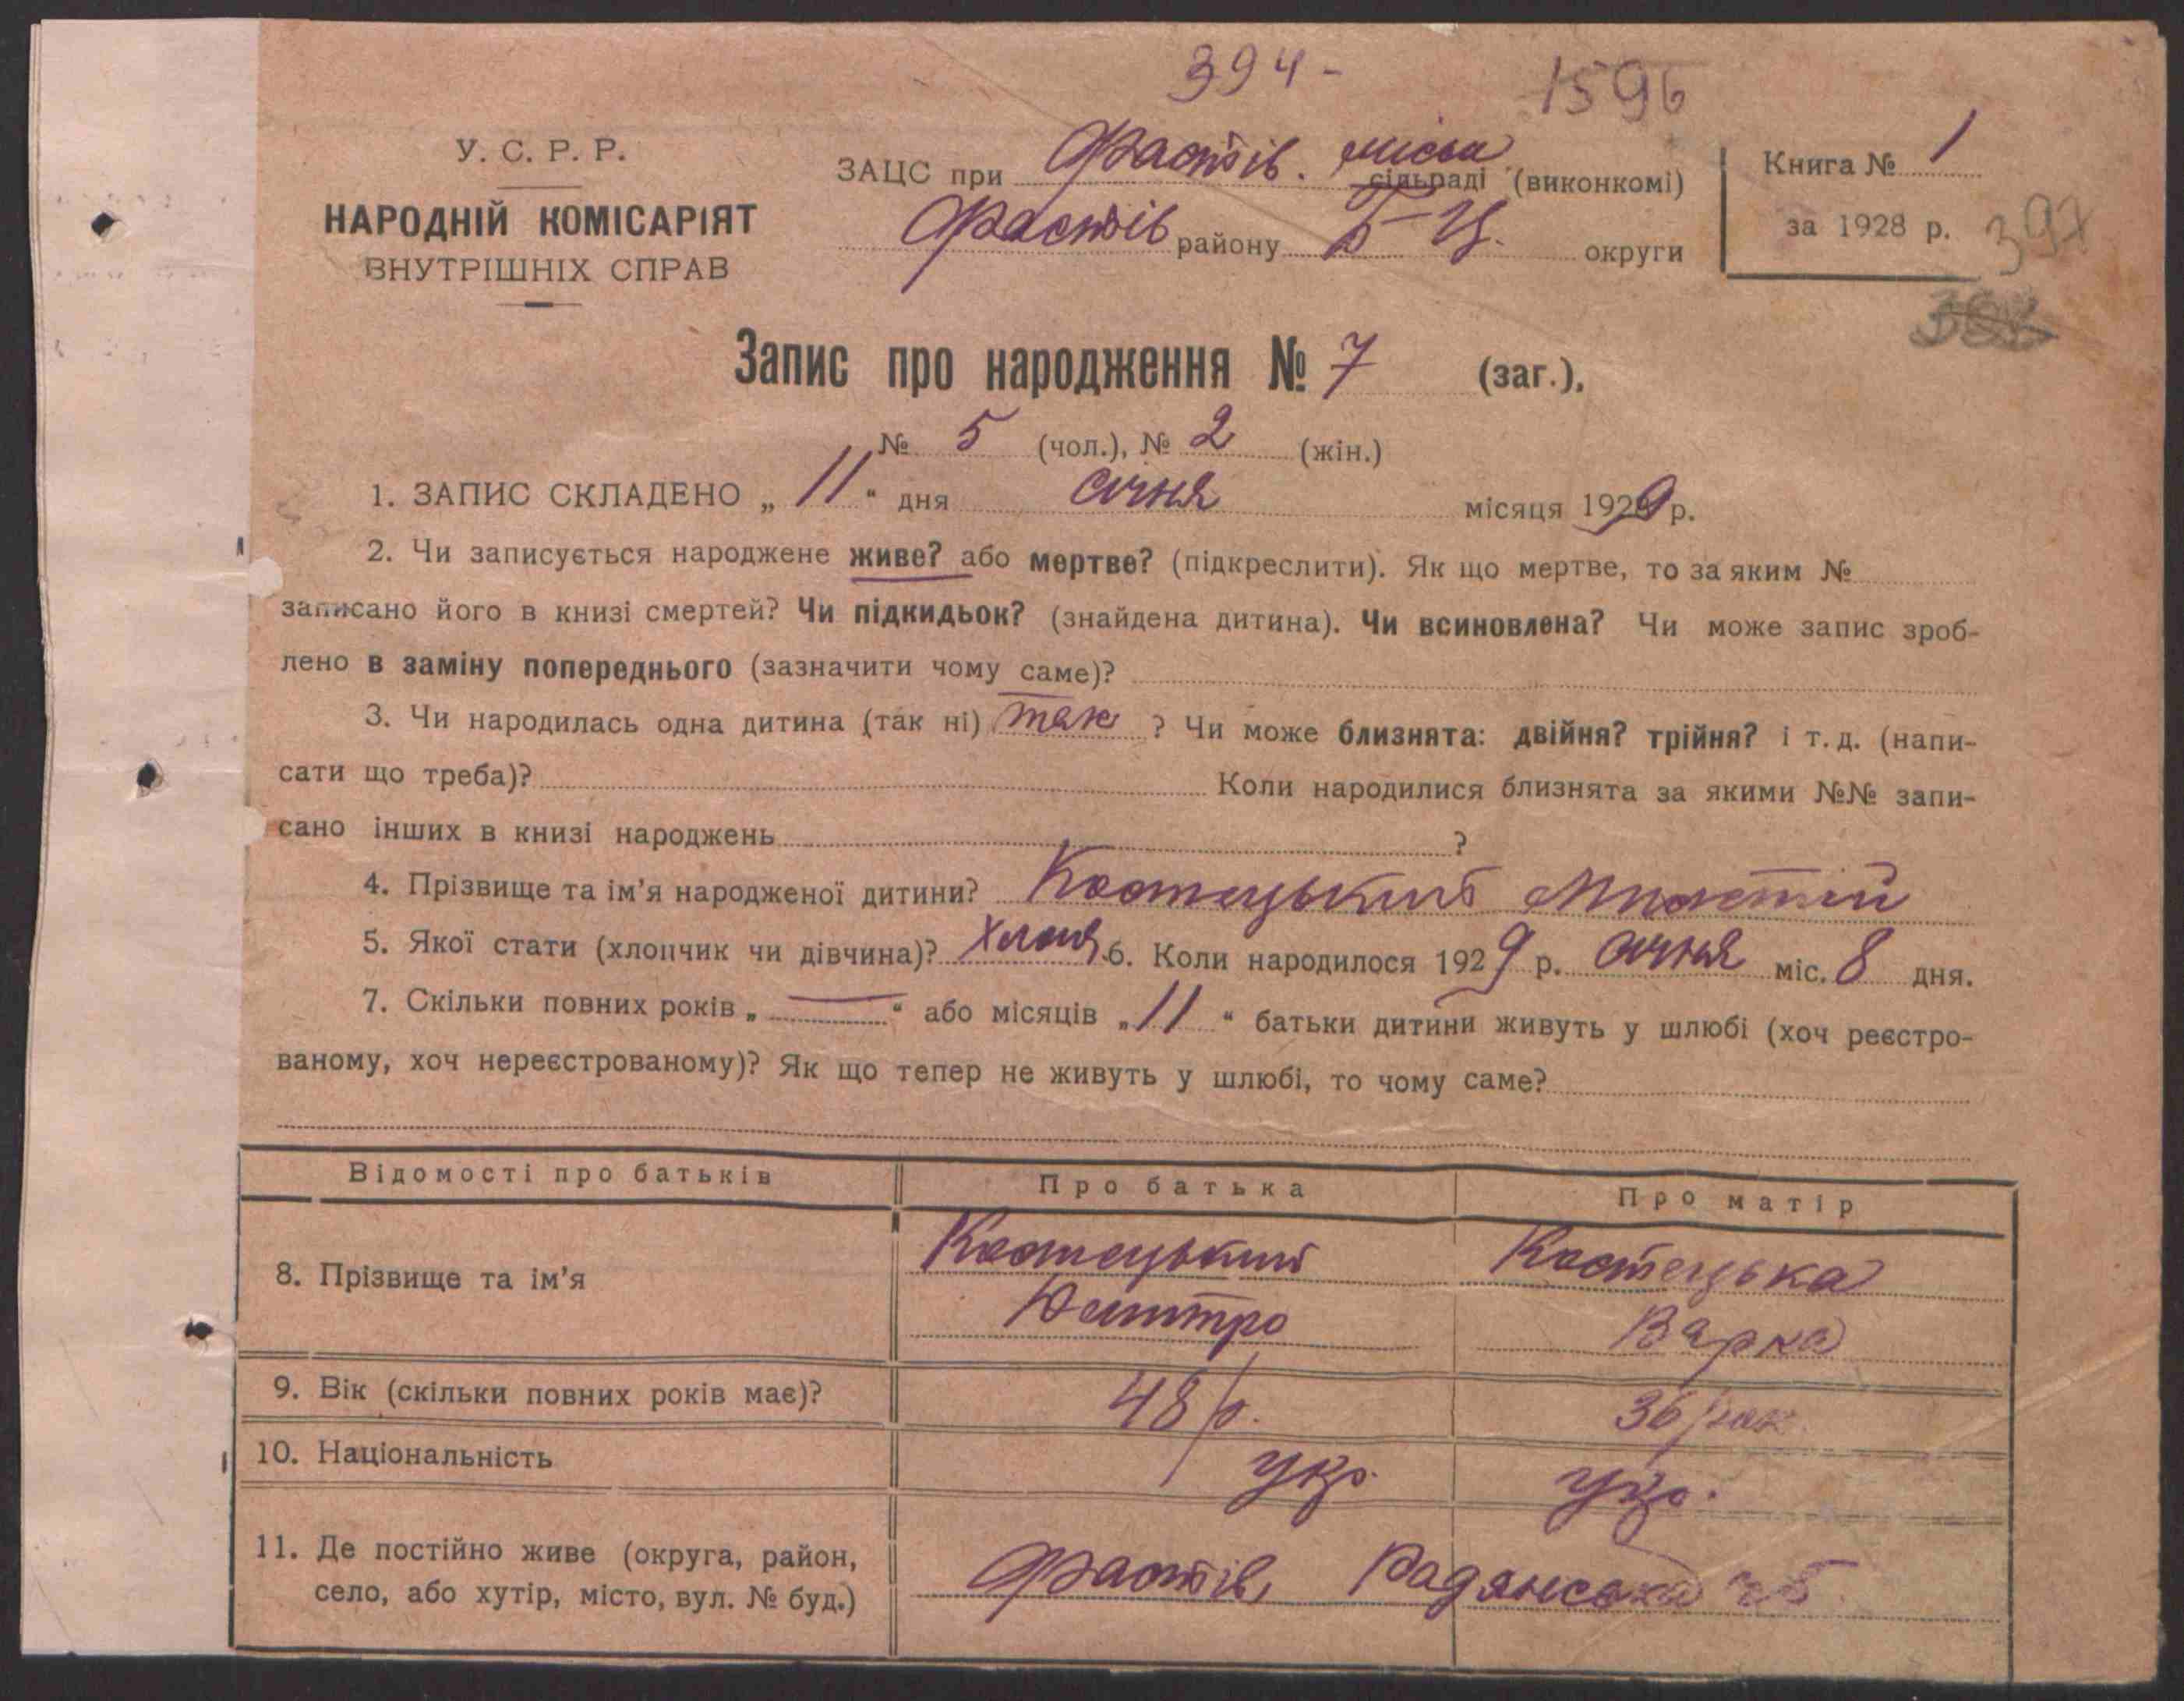 394- 1596
У. С. Р. Р.
НАРОДНІЙ КОМІСАРІЯТ
ВНУТРІШНІХ СПРАВ
ЗАЦС при Фастів. міськ сільраді (виконкомі)
Фастів району Б-Ц. округи
Книга № 1
за 1928 р.
397
Запис про народження № 7 (заг.),
№ 5 (чол.), № 2 (жін.)
1. ЗАПИС СКЛАДЕНО „ 11 “ дня січня місяця 1929 р.
2. Чи записується народжене живе? або мертве? (підкреслити). Як що мертве, то за яким №
записано його в книзі смертей? Чи підкидьок? (знайдена дитина). Чи всиновлена? Чи може запис зроб-
лено в заміну попереднього (зазначити чому саме)?
3. Чи народилась одна дитина (так ні) так ? Чи може близнята: двійня? трійня? і т. д. (напи-
сати що треба)? Коли народилися близнята за якими №№ запи-
сано інших в книзі народжень ?
4. Прізвище та ім’я народженої дитини? Костецький
5. Якої стати (хлопчик чи дівчина)? Хлоп. 6. Коли народилося 1929 р. січня міс. 8 дня.
7. Скільки повних років „ — “ або місяців „ 11 “ батьки дитини живуть у шлюбі (хоч реєстро-
ваному, хоч нереєстрованому)? Як що тепер не живуть у шлюбі, то чому саме?
Відомості про батьків Про батька Про матір
8. Прізвище та ім’я Костецький Костецька
Дмитро Варка
9. Вік (скільки повних років має)? 48 р. 36 рок.
10. Національність укр. укр.
11. Де постійно живе (округа, район,
село, або хутір, місто, вул. № буд.) Фастів, Радянська